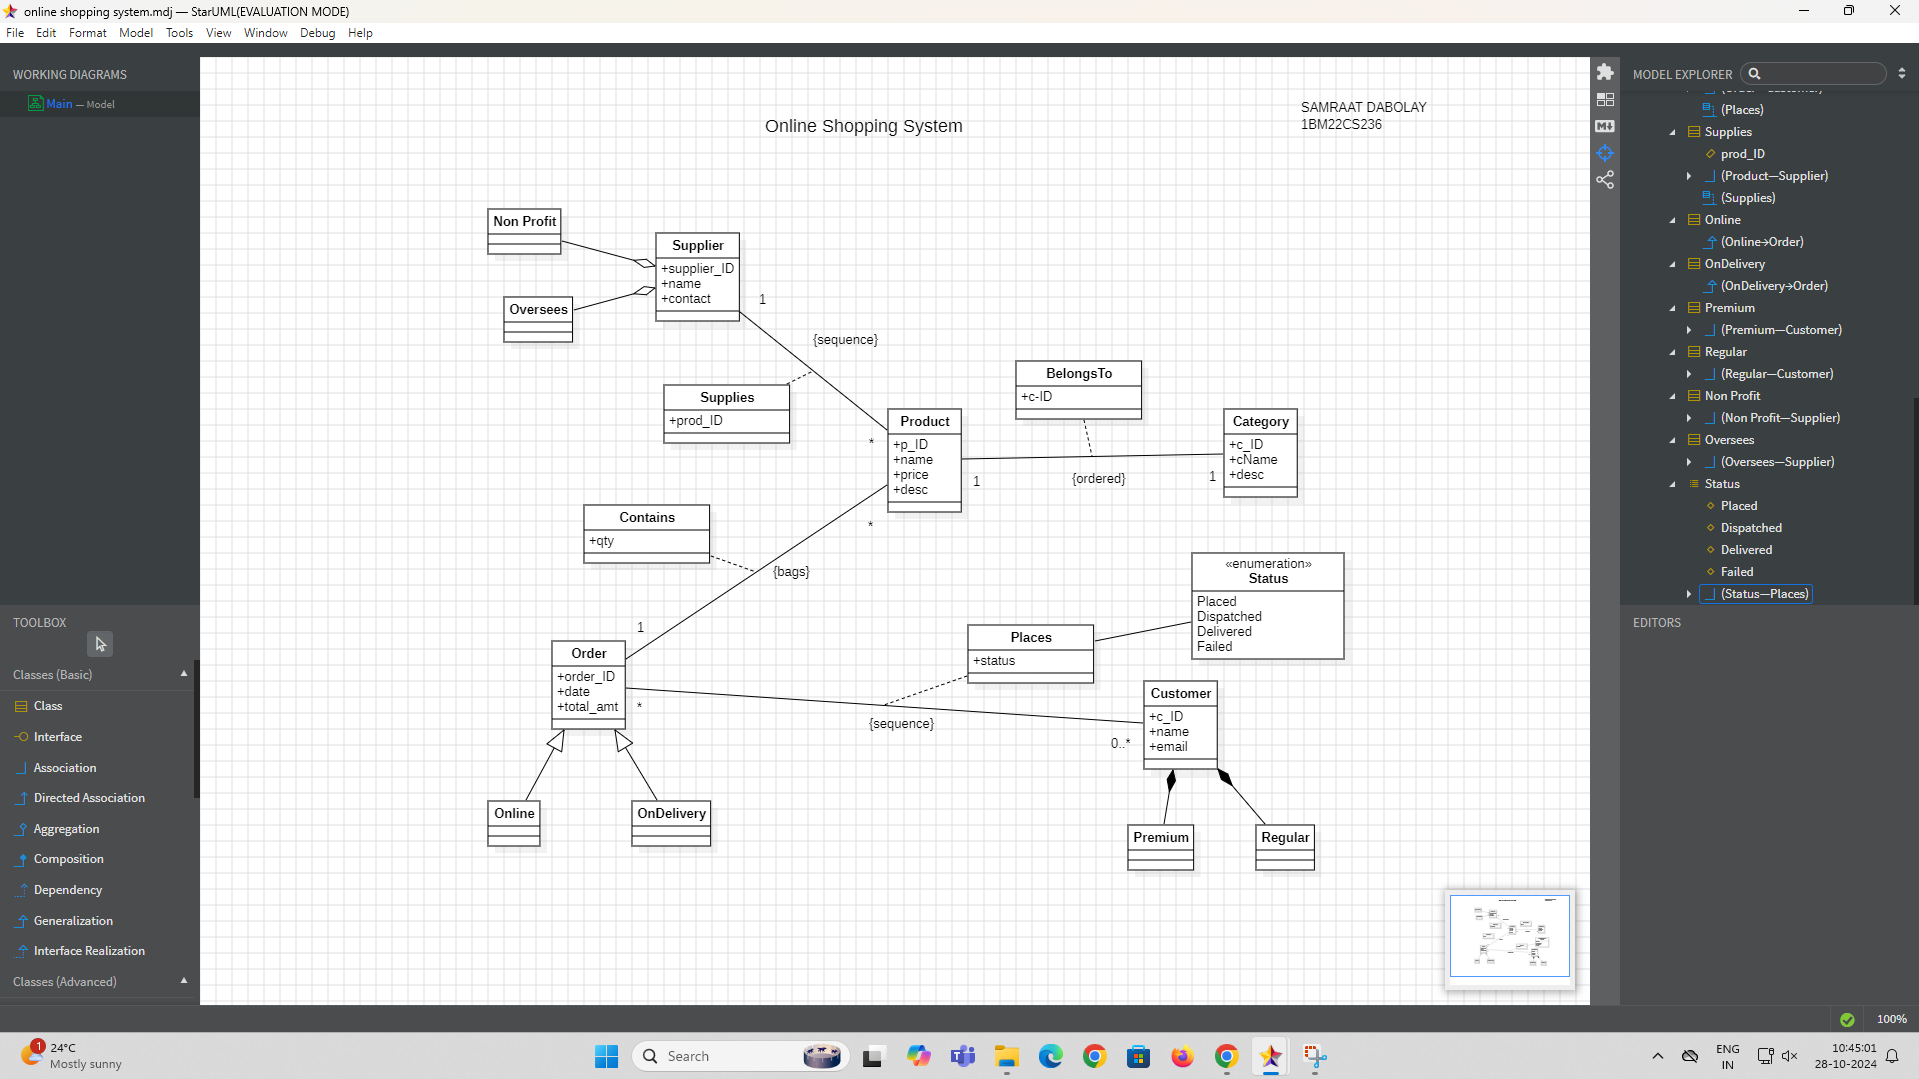 online shopping system.mdj — StarUML(EVALUATION MODE)
File Edit Format Model Tools View Window Debug Help
WORKING DIAGRAMS
Main — Model
TOOLBOX
Classes (Basic)
Class
Interface
Association
Directed Association
Aggregation
Composition
Dependency
Generalization
Interface Realization
Classes (Advanced)
Online Shopping System
SAMRAAT DABOLAY
1BM22CS236
Non Profit
Supplier
+supplier_ID
+name
+contact
Oversees
1
{sequence}
Supplies
+prod_ID
BelongsTo
+c-ID
Product
+p_ID
+name
+price
+desc
*
1
{ordered}
1
Category
+c_ID
+cName
+desc
*
Contains
+qty
{bags}
«enumeration»
Status
Placed
Dispatched
Delivered
Failed
1
Places
+status
Order
+order_ID
+date
+total_amt
*
{sequence}
0..*
Customer
+c_ID
+name
+email
Online
OnDelivery
Premium
Regular
MODEL EXPLORER
(Places)
Supplies
prod_ID
(Product—Supplier)
(Supplies)
Online
(Online→Order)
OnDelivery
(OnDelivery→Order)
Premium
(Premium—Customer)
Regular
(Regular—Customer)
Non Profit
(Non Profit—Supplier)
Oversees
(Oversees—Supplier)
Status
Placed
Dispatched
Delivered
Failed
(Status—Places)
EDITORS
100%
1
24°C
Mostly sunny
Search
ENG
IN
10:45:01
28-10-2024